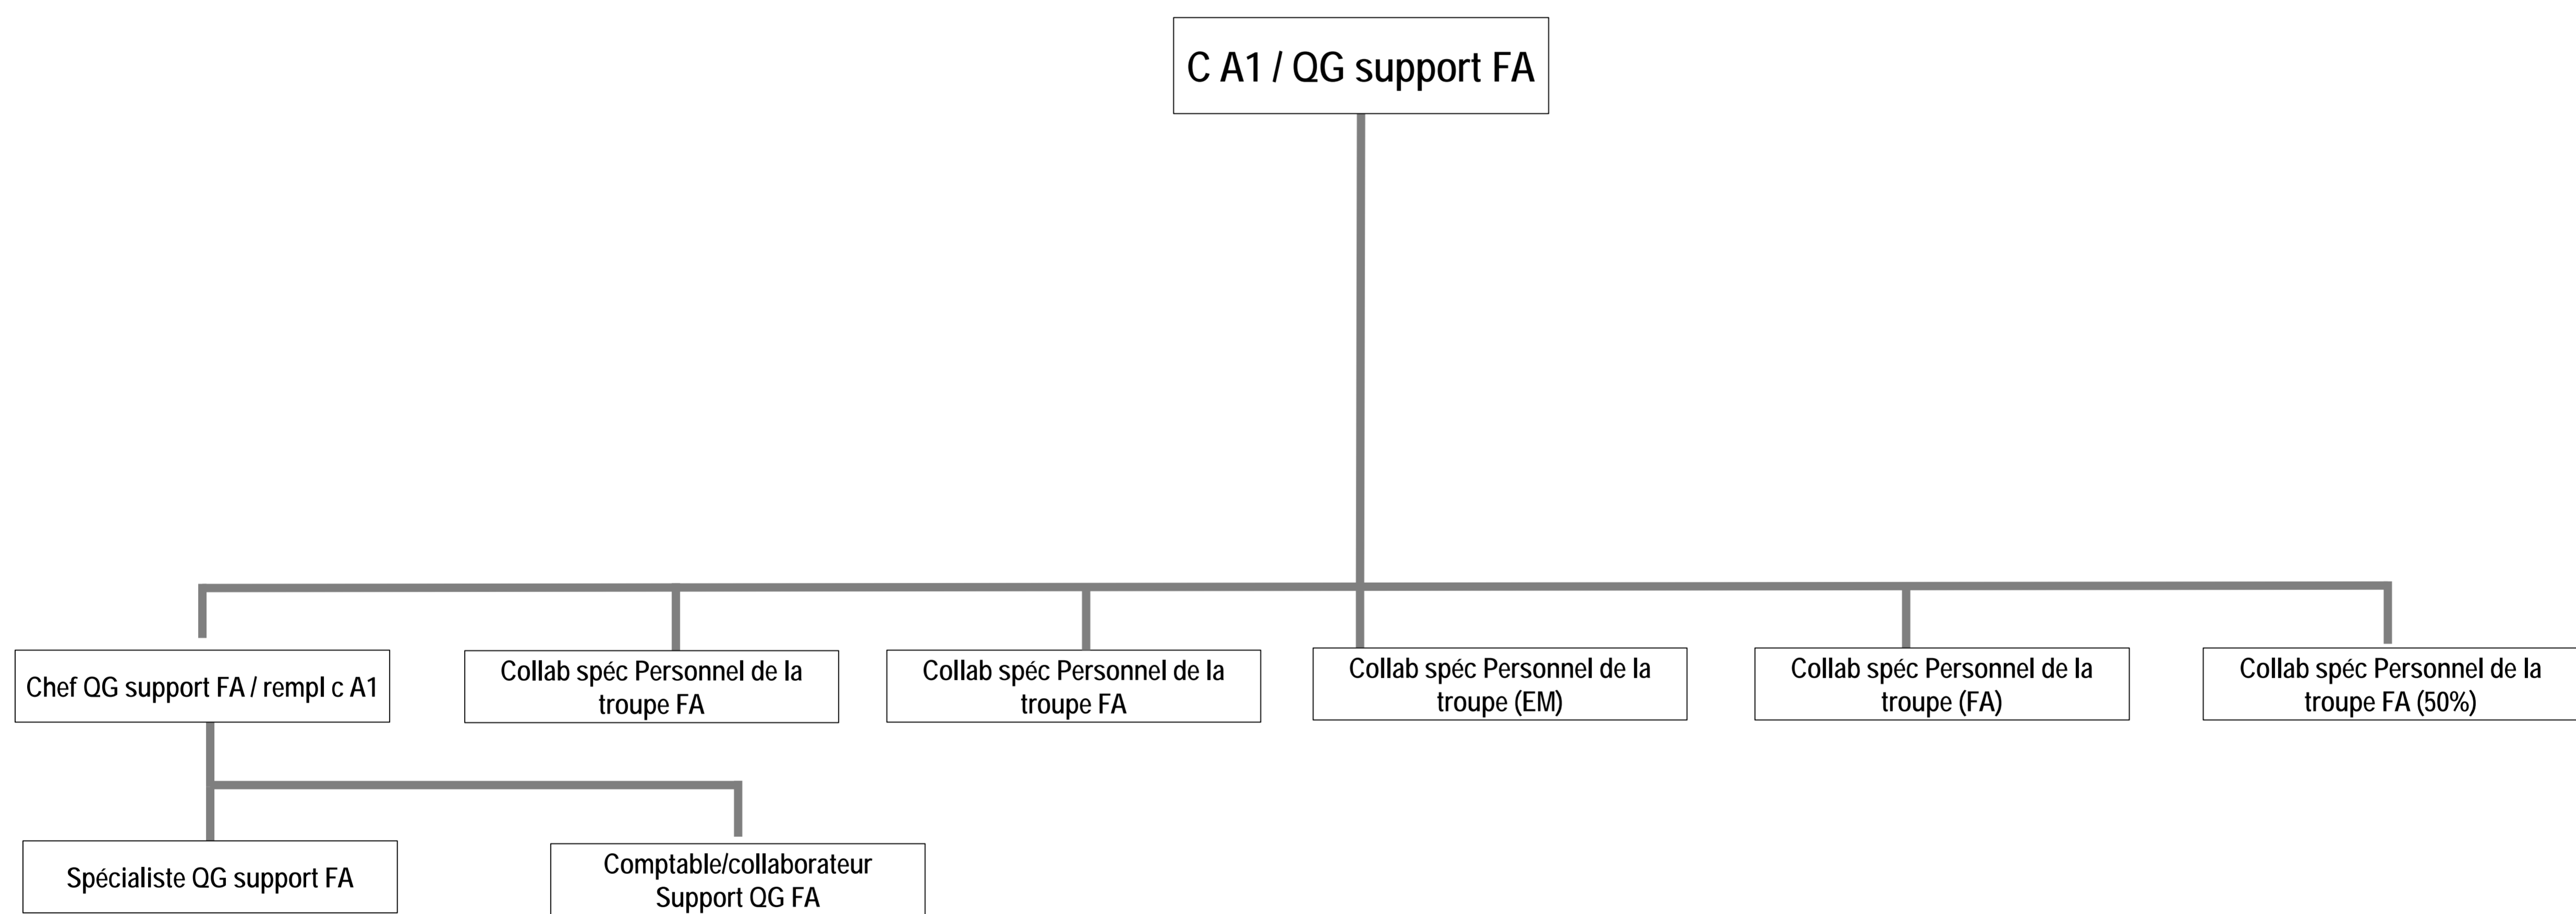 C A1 / QG support FA
Chef QG support FA / rempl c A1
Collab spéc Personnel de la
troupe FA
Collab spéc Personnel de la
troupe FA
Collab spéc Personnel de la
troupe (EM)
Collab spéc Personnel de la
troupe (FA)
Collab spéc Personnel de la
troupe FA (50%)
Spécialiste QG support FA
Comptable/collaborateur
Support QG FA